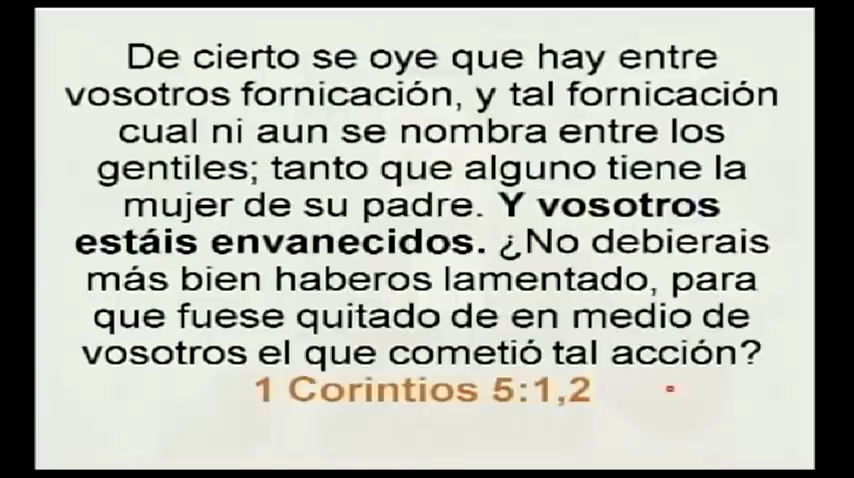 De cierto se oye que hay entre
vosotros fornicación, y tal fornicación
cual ni aun se nombra entre los
gentiles; tanto que alguno tiene la
mujer de su padre. Y vosotros
estáis envanecidos. ¿No debierais
más bien haberos lamentado, para
que fuese quitado de en medio de
vosotros el que cometió tal acción?
1 Corintios 5:1,2